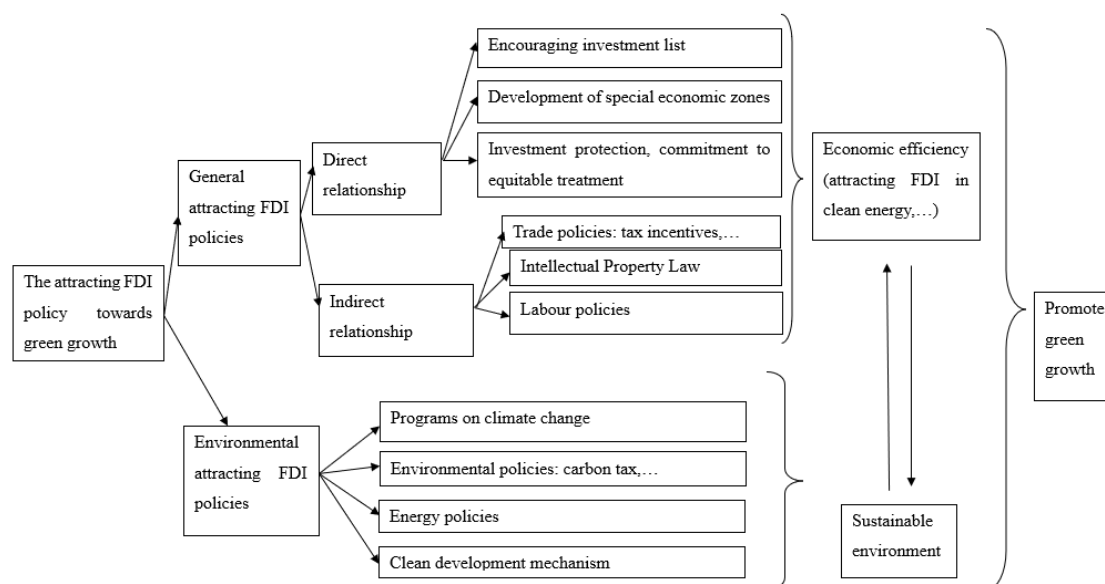 Encouraging investment list
Development of special economic zones
Investment protection, commitment to
equitable treatment
Direct
relationship
General
attracting FDI
policies
Economic efficiency
(attracting FDI in
clean energy,…)
Trade policies: tax incentives,…
Intellectual Property Law
Labour policies
Indirect
relationship
The attracting FDI
policy towards
green growth
Promote
green
growth
Programs on climate change
Environmental policies: carbon tax,…
Energy policies
Clean development mechanism
Environmental
attracting FDI
policies
Sustainable
environment